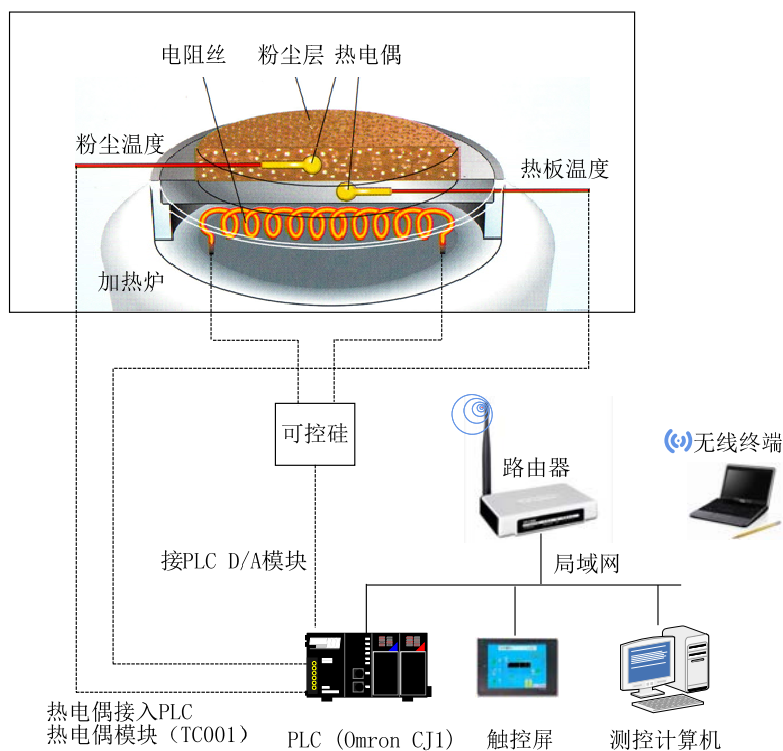 电阻丝 粉尘层 热电偶
粉尘温度
热板温度
加热炉
可控硅
无线终端
路由器
接PLC D/A模块
局域网
热电偶接入PLC
热电偶模块（TC001）
PLC (Omron CJ1)
触控屏
测控计算机